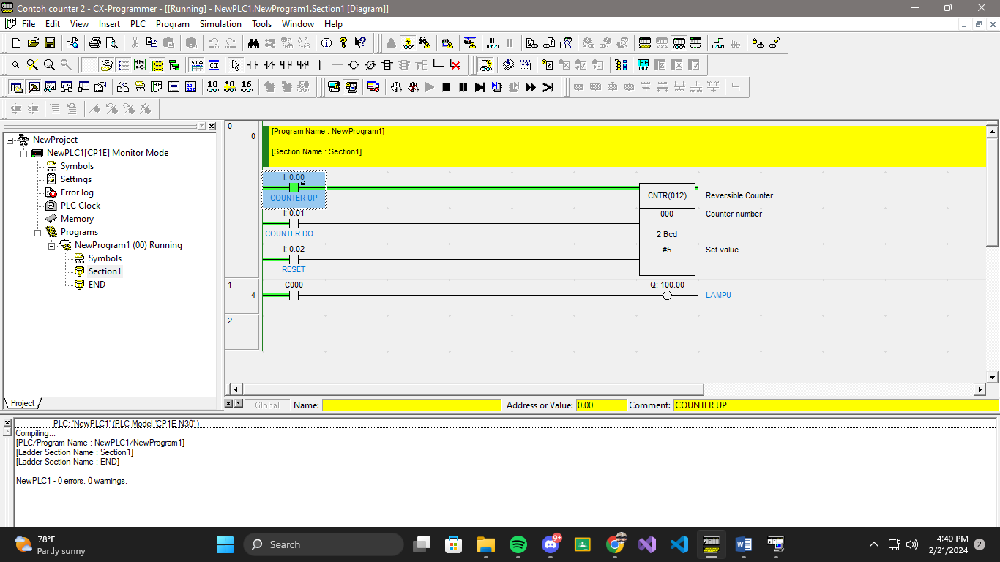 Contoh counter 2 - CX-Programmer - [[Running] - NewPLC1.NewProgram1.Section1 [Diagram]]
File Edit View Insert PLC Program Simulation Tools Window Help
SMA
CI
10 10 16
NewProject
NewPLC1[CP1E] Monitor Mode
Symbols
Settings
Error log
PLC Clock
Memory
Programs
NewProgram1 (00) Running
Symbols
Section1
END
Project
0
0
[Program Name : NewProgram1]
[Section Name : Section1]
I: 0.00
COUNTER UP
CNTR(012)
Reversible Counter
I: 0.01
COUNTER DO...
000
Counter number
2 Bcd
I: 0.02
RESET
#5
Set value
1
4
C000
Q: 100.00
LAMPU
2
Global Name: Address or Value: 0.00 Comment: COUNTER UP
---------------- PLC: 'NewPLC1' (PLC Model 'CP1E N30' ) ----------------
Compiling...
[PLC/Program Name : NewPLC1/NewProgram1]
[Ladder Section Name : Section1]
[Ladder Section Name : END]
NewPLC1 - 0 errors, 0 warnings.
78°F
Partly sunny
Search
9+
4:40 PM
2/21/2024
2